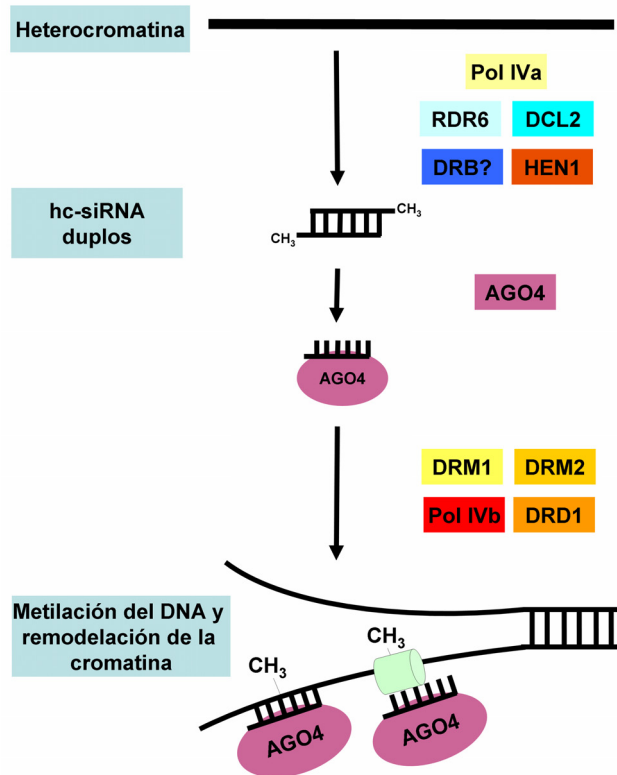 Heterocromatina
Pol IVa
RDR6
DCL2
DRB?
HEN1
hc-siRNA
duplos
CH3
CH3
AGO4
AGO4
DRM1
DRM2
Pol IVb
DRD1
Metilación del DNA y
remodelación de la
cromatina
CH3
CH3
AGO4
AGO4